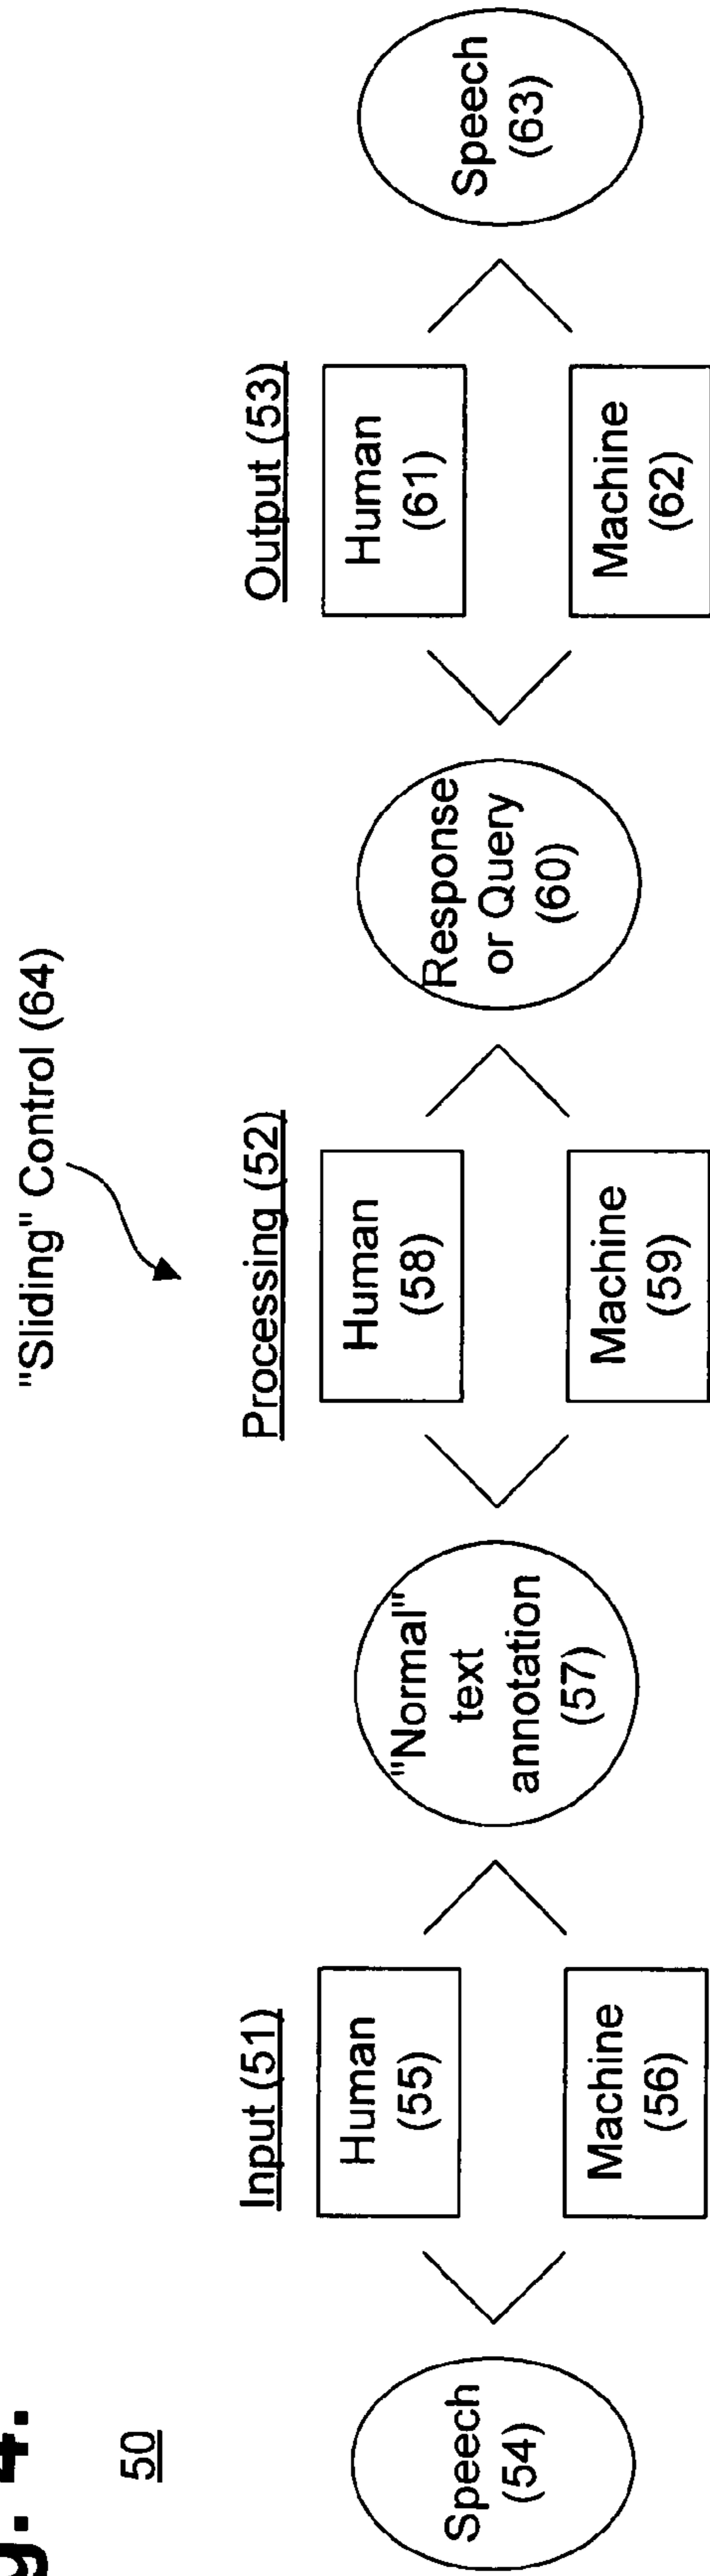 g. 4.
50
"Sliding" Control (64)
Input (51)
Processing (52)
Output (53)
Speech
(54)
Human
(55)
Machine
(56)
"Normal"
text
annotation
(57)
Human
(58)
Machine
(59)
Response
or Query
(60)
Human
(61)
Machine
(62)
Speech
(63)